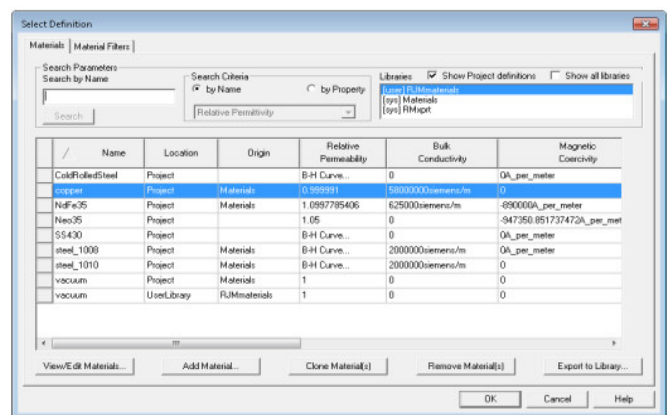 Select Definition
Materials Material Filters
Search Parameters
Search by Name
Search
Search Criteria
by Name by Property
Relative Permittivity
Libraries Show Project definitions Show all libraries
[user] RJMmaterials
[sys] Materials
[sys] RMxprt
/ Name Location Origin Relative Permeability Bulk Conductivity Magnetic Coercivity
ColdRolledSteel Project B-H Curve... 0 0A_per_meter
copper Project Materials 0.999991 58000000siemens/m 0
NdFe35 Project Materials 1.0997785406 625000siemens/m -890000A_per_meter
Neo35 Project 1.05 0 -947350.851737472A_per_met
SS430 Project B-H Curve... 0 0A_per_meter
steel_1008 Project Materials B-H Curve... 2000000siemens/m 0A_per_meter
steel_1010 Project Materials B-H Curve... 2000000siemens/m 0
vacuum Project Materials 1 0 0
vacuum UserLibrary RJMmaterials 1 0 0
View/Edit Materials... Add Material... Clone Material(s) Remove Material(s) Export to Library...
OK Cancel Help